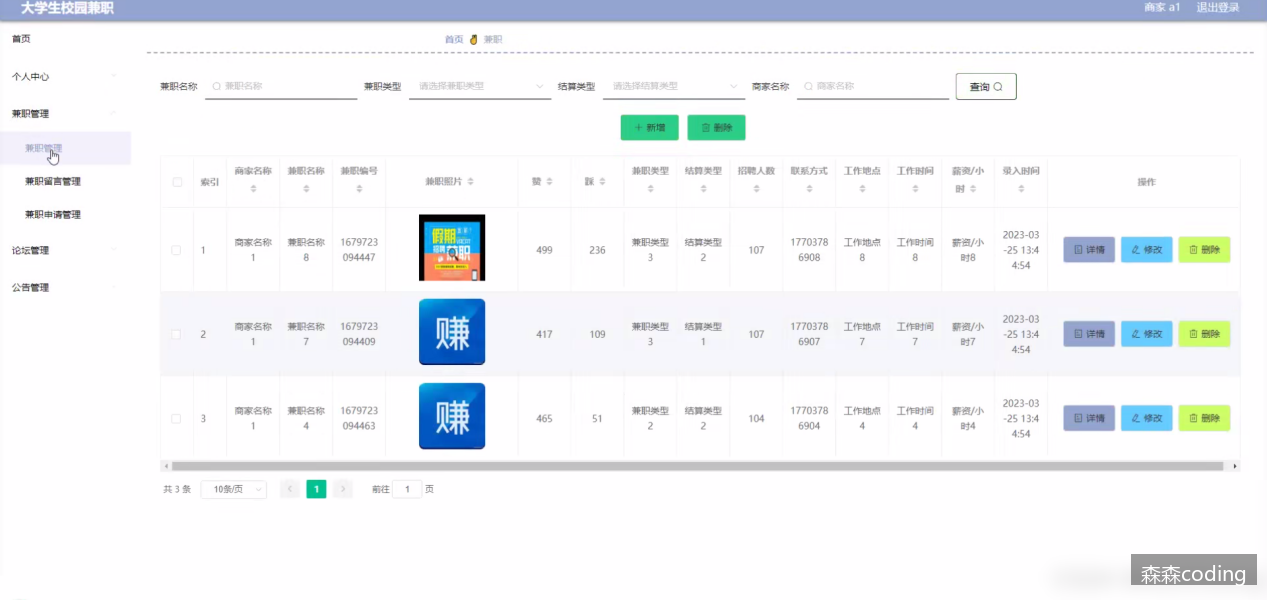 大学生校园兼职
商家 a1 退出登录
首页
个人中心
兼职管理
兼职管理
兼职留言管理
兼职申请管理
论坛管理
公告管理
首页 兼职
兼职名称 兼职名称 兼职类型 请选择兼职类型 结算类型 请选择结算类型 商家名称 商家名称 查询
新增 删除
索引 商家名称 兼职名称 兼职编号 兼职照片 赞 踩 兼职类型 结算类型 招聘人数 联系方式 工作地点 工作时间 薪资/小时 录入时间 操作
1 商家名称1 兼职名称8 1679723094447 499 236 兼职类型3 结算类型2 107 17703786908 工作地点8 工作时间8 薪资/小时8 2023-03-25 13:44:54 详情 修改 删除
假期
招聘兼职
2 商家名称1 兼职名称7 1679723094409 赚 417 109 兼职类型3 结算类型1 107 17703786907 工作地点7 工作时间7 薪资/小时7 2023-03-25 13:44:54 详情 修改 删除
3 商家名称1 兼职名称4 1679723094463 赚 465 51 兼职类型2 结算类型2 104 17703786904 工作地点4 工作时间4 薪资/小时4 2023-03-25 13:44:54 详情 修改 删除
共 3 条 10条/页 1 前往 1 页
森森coding